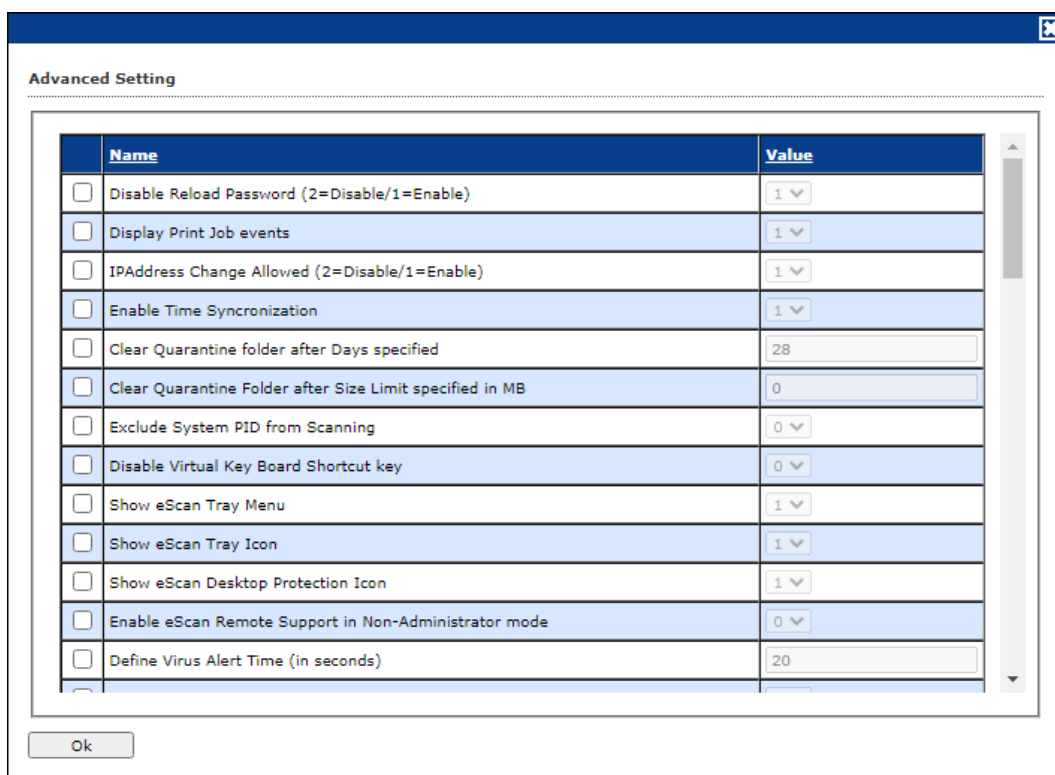 Advanced Setting
Name Value
Disable Reload Password (2=Disable/1=Enable) 1
Display Print Job events 1
IPAddress Change Allowed (2=Disable/1=Enable) 1
Enable Time Syncronization 1
Clear Quarantine folder after Days specified 28
Clear Quarantine Folder after Size Limit specified in MB 0
Exclude System PID from Scanning 0
Disable Virtual Key Board Shortcut key 0
Show eScan Tray Menu 1
Show eScan Tray Icon 1
Show eScan Desktop Protection Icon 1
Enable eScan Remote Support in Non-Administrator mode 0
Define Virus Alert Time (in seconds) 20
Ok